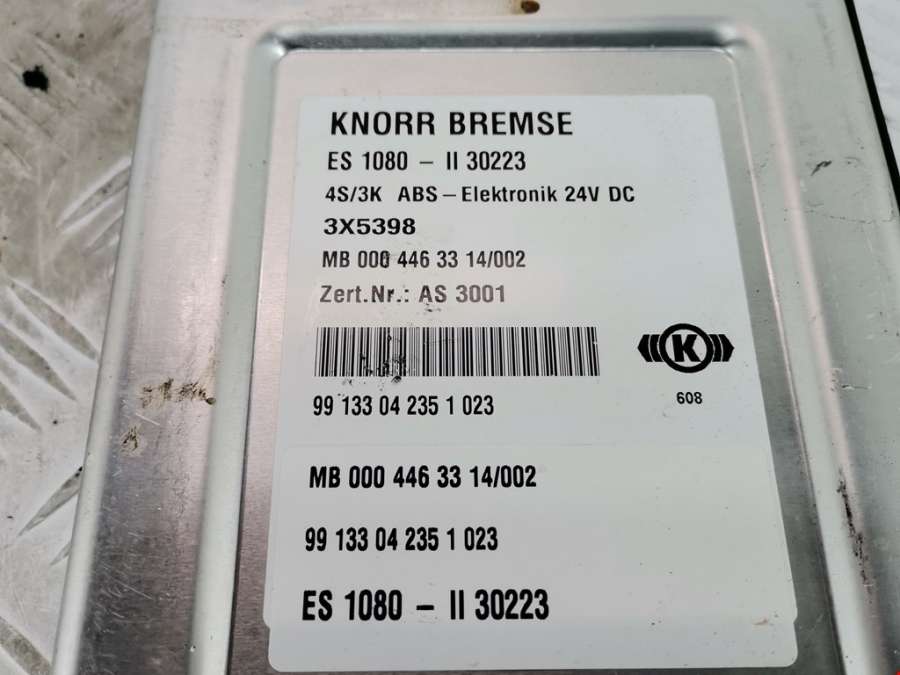 KNORR BREMSE
ES 1080 – II 30223
4S/3K ABS – Elektronik 24V DC
3X5398
MB 000 446 33 14/002
Zert.Nr.: AS 3001
K
608
99 133 04 235 1 023
MB 000 446 33 14/002
99 133 04 235 1 023
ES 1080 – II 30223